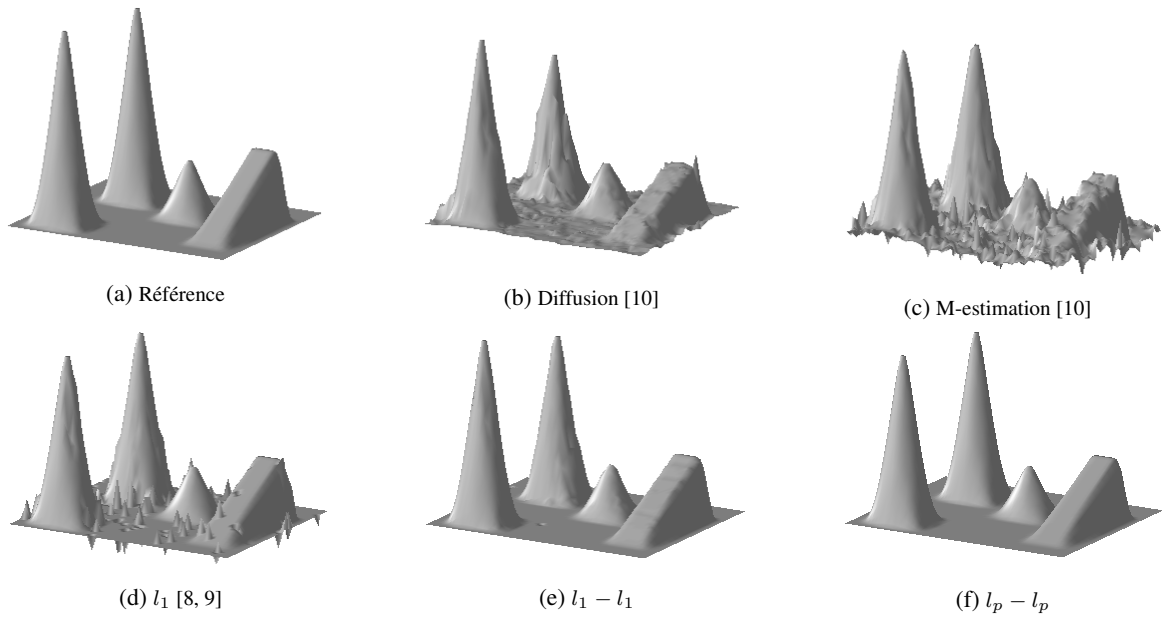 (a) Référence
(b) Diffusion [10]
(c) M-estimation [10]
(d) l₁ [8, 9]
(e) l₁ − l₁
(f) lₚ − lₚ